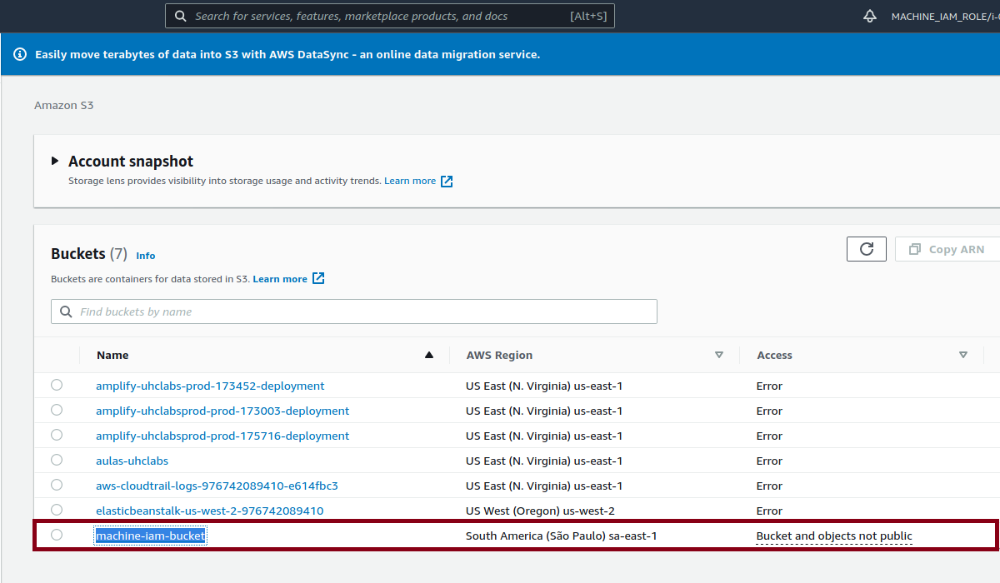 Search for services, features, marketplace products, and docs [Alt+S] MACHINE_IAM_ROLE/i-
Easily move terabytes of data into S3 with AWS DataSync - an online data migration service.
Amazon S3
Account snapshot
Storage lens provides visibility into storage usage and activity trends. Learn more
Buckets (7) Info
Copy ARN
Buckets are containers for data stored in S3. Learn more
Find buckets by name
Name AWS Region Access
amplify-uhclabs-prod-173452-deployment US East (N. Virginia) us-east-1 Error
amplify-uhclabsprod-prod-173003-deployment US East (N. Virginia) us-east-1 Error
amplify-uhclabsprod-prod-175716-deployment US East (N. Virginia) us-east-1 Error
aulas-uhclabs US East (N. Virginia) us-east-1 Error
aws-cloudtrail-logs-976742089410-e614fbc3 US East (N. Virginia) us-east-1 Error
elasticbeanstalk-us-west-2-976742089410 US West (Oregon) us-west-2 Error
machine-iam-bucket South America (São Paulo) sa-east-1 Bucket and objects not public